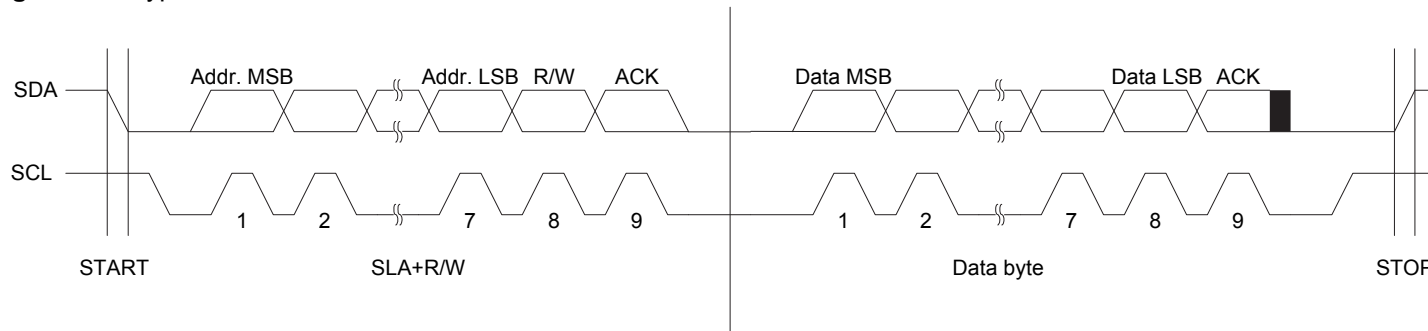 Addr. MSB Addr. LSB R/W ACK Data MSB Data LSB ACK
SDA
SCL
1 2 7 8 9 1 2 7 8 9
START SLA+R/W Data byte